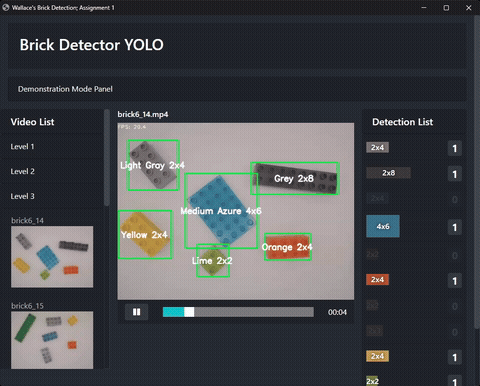 Wallace's Brick Detection; Assignment 1
Brick Detector YOLO
Demonstration Mode Panel
Video List
Level 1
Level 2
Level 3
brick6_14
brick6_15
brick6_14.mp4
FPS: 29.4
Light Gray 2x4
Grey 2x8
Medium Azure 4x6
Yellow 2x4
Lime 2x2
Orange 2x4
00:04
Detection List
2x4 1
2x8 1
0
4x6 1
0
2x4 1
0
0
2x4 1
2x2 1